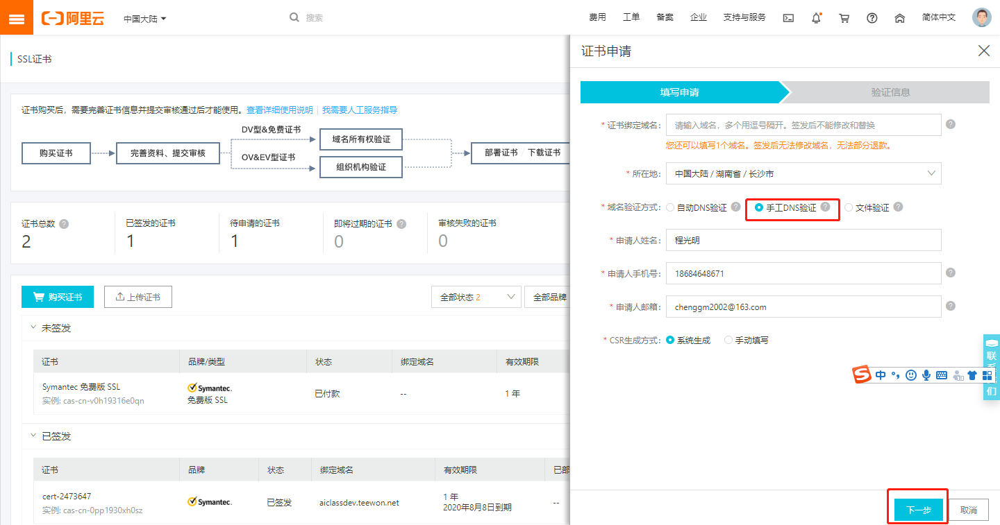 阿里云
中国大陆
搜索
费用 工单 备案 企业 支持与服务 简体中文
SSL证书
证书购买后，需要完善证书信息并提交审核通过后才能使用。查看详细使用说明 | 我需要人工服务指导
DV型&免费证书
购买证书
完善资料、提交审核
域名所有权验证
OV&EV型证书
组织机构验证
部署证书 / 下载证书
证书总数
2
已签发的证书
1
待申请的证书
1
即将过期的证书
0
审核失败的证书
0
购买证书
上传证书
全部状态 2
全部品牌
未签发
证书 品牌/类型 状态 绑定域名 有效期限
Symantec 免费版 SSL
实例: cas-cn-v0h19316e0qn
Symantec.
免费版 SSL
已付款
--
1 年
已签发
证书 品牌 状态 绑定域名 有效期限 已部
cert-2473647
实例: cas-cn-0pp1930xh0sz
Symantec.
已签发
aiclassdev.teewon.net
1 年
2020年8月8日到期
--
证书申请
填写申请
验证信息
* 证书绑定域名: 请输入域名，多个用逗号隔开。签发后不能修改和替换
您还可以填写1个域名。签发后无法修改域名，无法部分退款。
* 所在地: 中国大陆 / 湖南省 / 长沙市
* 域名验证方式: 自动DNS验证 手工DNS验证 文件验证
* 申请人姓名: 程光明
* 申请人手机号: 18684648671
* 申请人邮箱: chenggm2002@163.com
* CSR生成方式: 系统生成 手动填写
联
S 中
们
下一步
取消